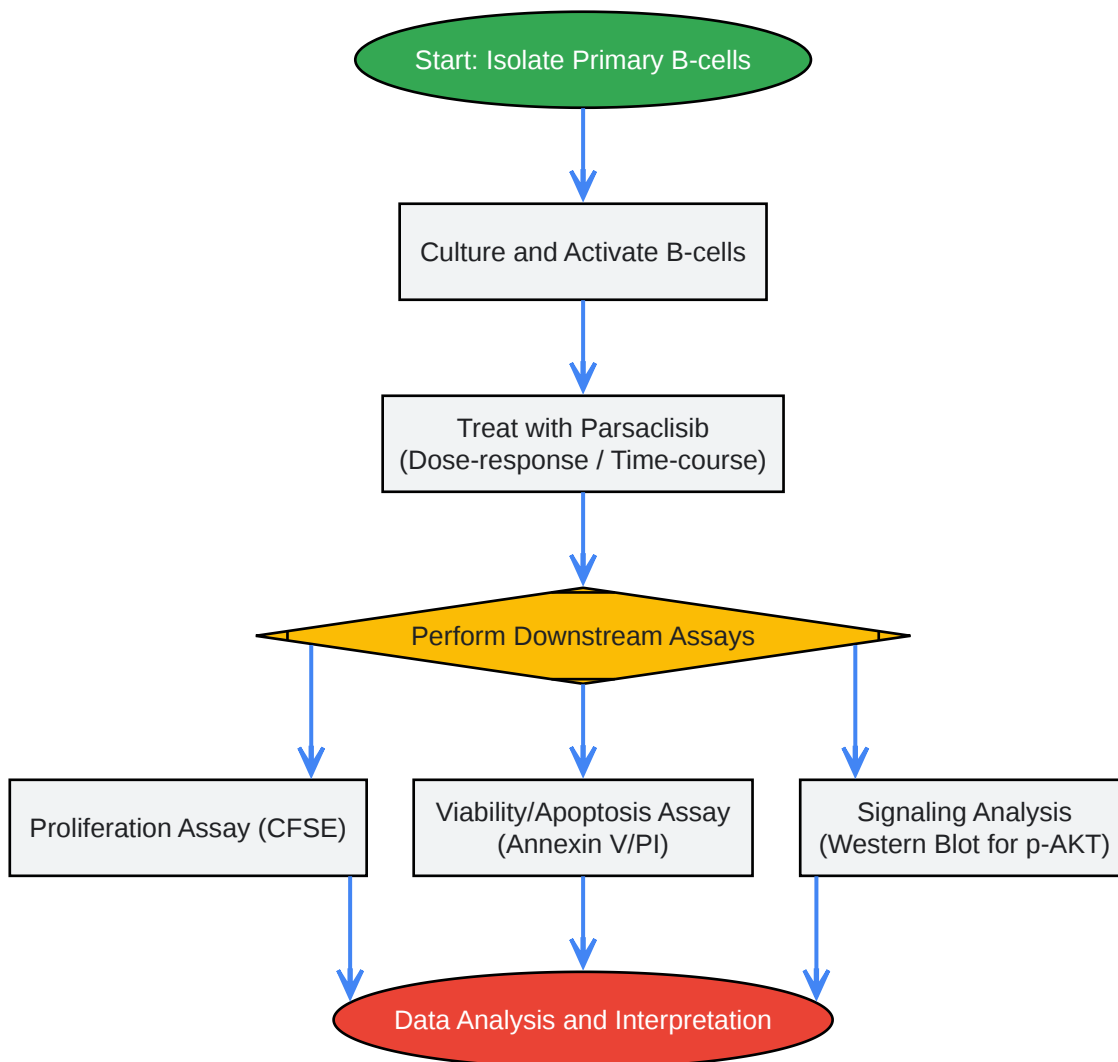 Start: Isolate Primary B-cells
Culture and Activate B-cells
Treat with Parsaclisib
(Dose-response / Time-course)
Perform Downstream Assays
Proliferation Assay (CFSE)
Viability/Apoptosis Assay
(Annexin V/PI)
Signaling Analysis
(Western Blot for p-AKT)
Data Analysis and Interpretation